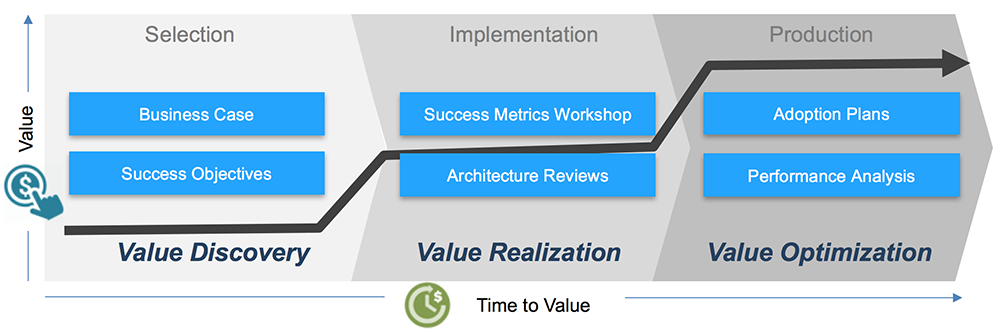 Selection
Implementation
Production
Business Case
Success Metrics Workshop
Adoption Plans
Success Objectives
Architecture Reviews
Performance Analysis
Value Discovery
Value Realization
Value Optimization
Value
$
$
Time to Value